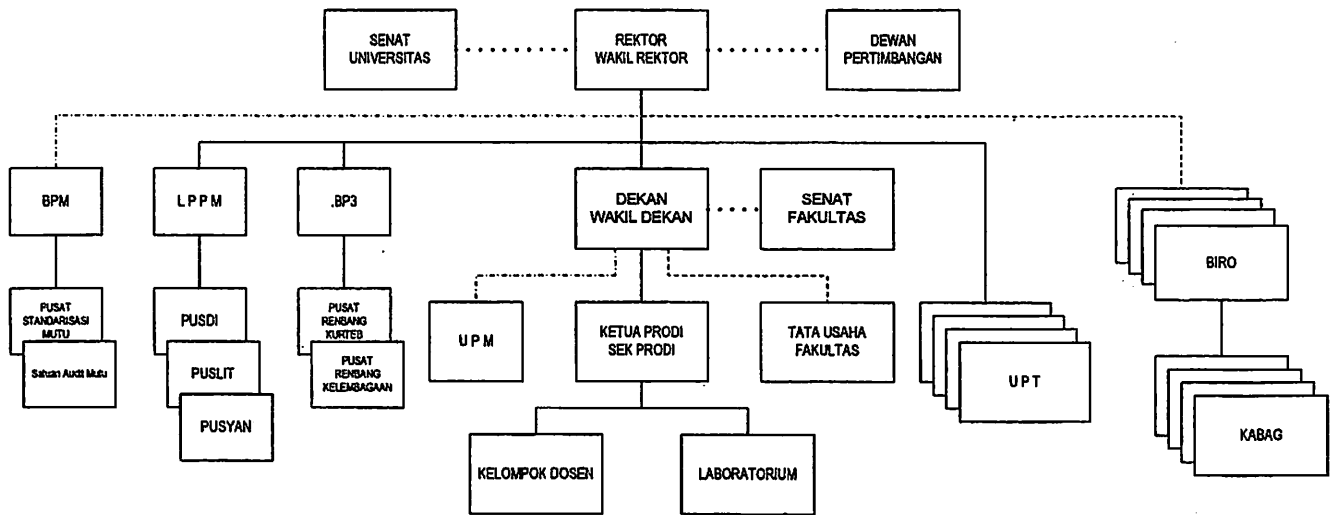 SENAT
UNIVERSITAS
REKTOR
WAKIL REKTOR
DEWAN
PERTIMBANGAN
BPM
L P P M
.BP3
DEKAN
WAKIL DEKAN
SENAT
FAKULTAS
BIRO
PUSAT
STANDARISASI
MUTU
Satuan Audit Mutu
PUSDI
PUSLIT
PUSYAN
PUSAT
RENBANG
KURTEB
PUSAT
RENBANG
KELEMBAGAAN
U P M
KETUA PRODI
SEK PRODI
TATA USAHA
FAKULTAS
U P T
KABAG
KELOMPOK DOSEN
LABORATORIUM